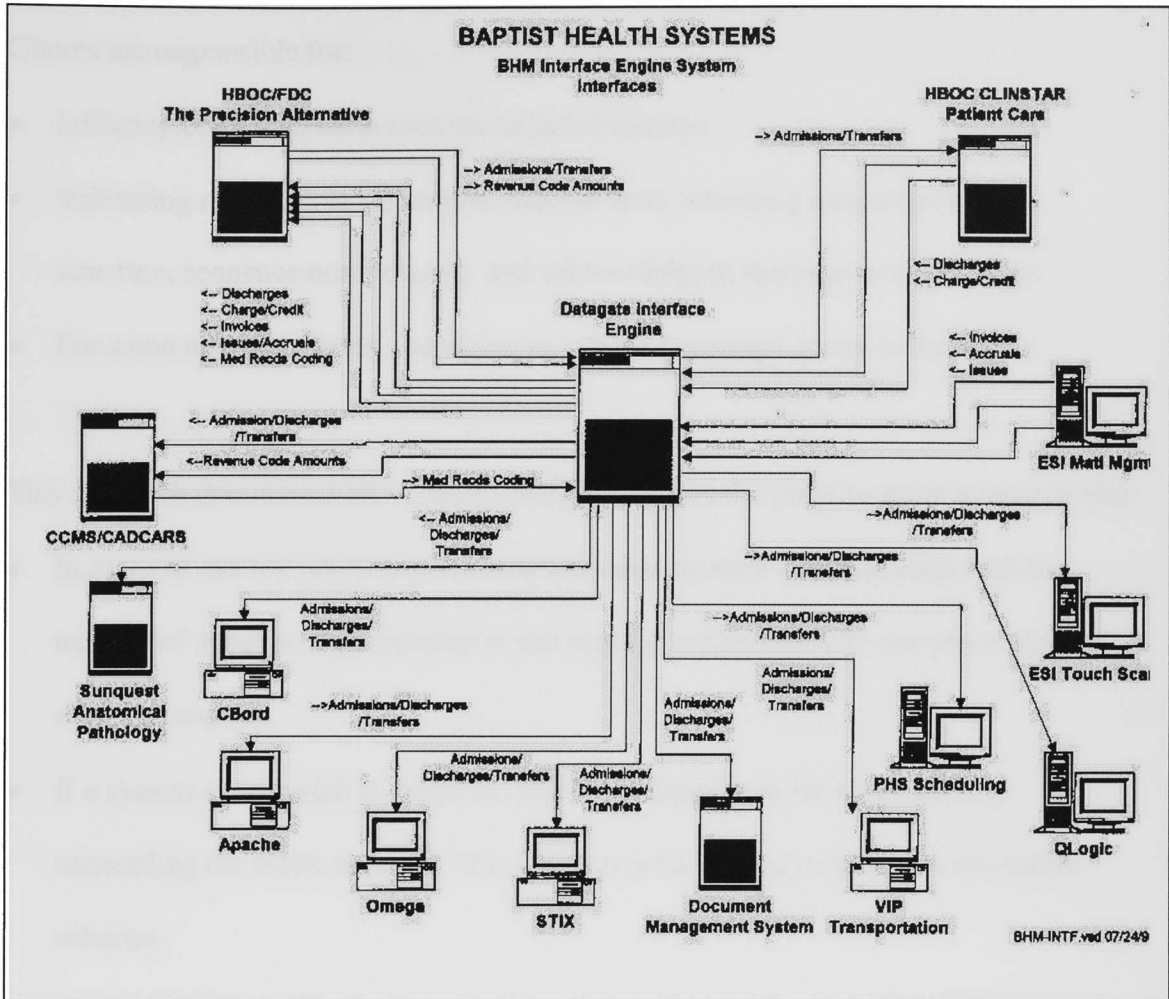 BAPTIST HEALTH SYSTEMS
BHM Interface Engine System
Interfaces
HBOC/FDC
The Precision Alternative
HBOC CLINSTAR
Patient Care
--> Admissions/Transfers
--> Revenue Code Amounts
--> Admissions/Transfers
<-- Discharges
<-- Charge/Credit
<-- Invoices
<-- Issues/Accruals
<-- Med Recds Coding
Datagate Interface
Engine
<-- Discharges
<-- Charge/Credit
<-- Invoices
<-- Accruals
<-- Issues
<-- Admission/Discharges
/Transfers
<--Revenue Code Amounts
--> Med Recds Coding
<-- Admissions/
Discharges/
Transfers
CCMS/CADCARS
ESI Matl Mgmt
-->Admissions/Discharges
/Transfers
-->Admissions/Discharges
/Transfers
Admissions/
Discharges/
Transfers
-->Admissions/Discharges
/Transfers
Sunquest
Anatomical
Pathology
CBord
-->Admissions/Discharges
/Transfers
Admissions/
Discharges/
Transfers
Admissions/
Discharges/
Transfers
ESI Touch Scan
Admissions/
Discharges/Transfers
Admissions/
Discharges/
Transfers
PHS Scheduling
Apache
QLogic
Omega
STIX
Document
Management System
VIP
Transportation
BHM-INTF.vsd 07/24/9